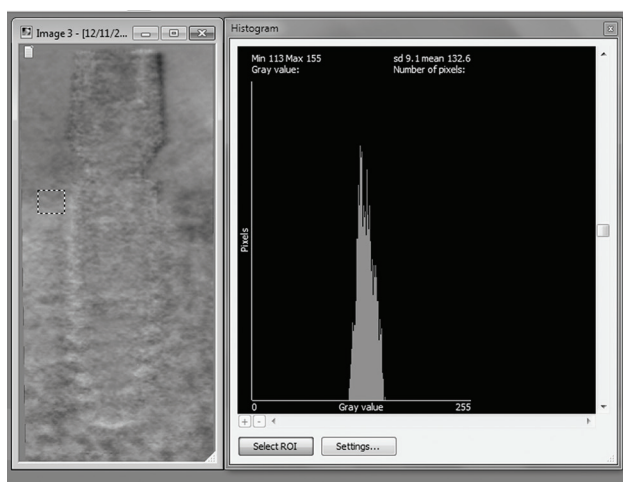 Image 3 - [12/11/2...
Histogram
Min 113 Max 155
Gray value:
sd 9.1 mean 132.6
Number of pixels:
Pixels
0
Gray value
255
Select ROI
Settings...